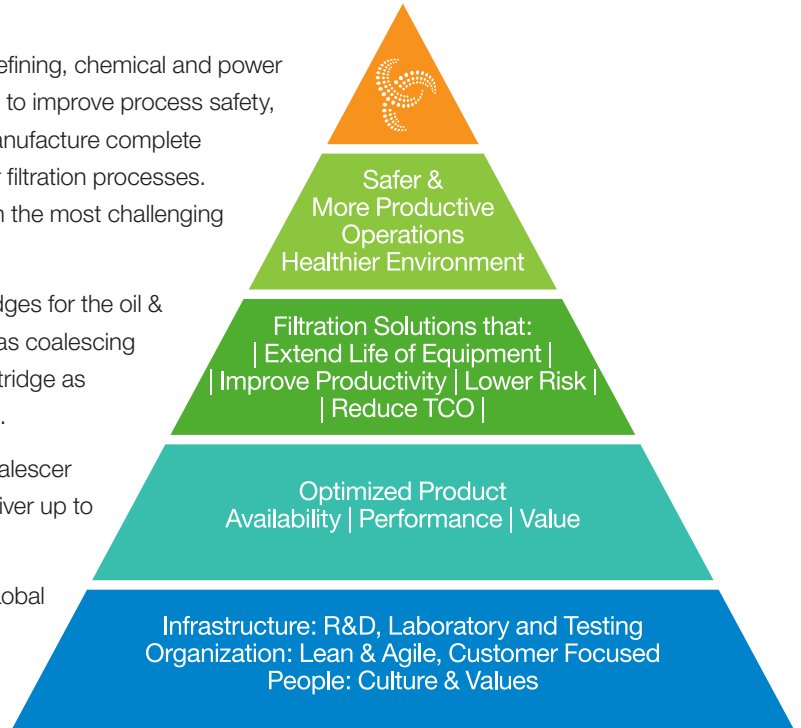 efining, chemical and power
to improve process safety,
anufacture complete
filtration processes.
the most challenging
dges for the oil &
as coalescing
tridge as
alescer
iver up to
lobal
Safer &
More Productive
Operations
Healthier Environment
Filtration Solutions that:
| Extend Life of Equipment |
| Improve Productivity | Lower Risk |
| Reduce TCO |
Optimized Product
Availability | Performance | Value
Infrastructure: R&D, Laboratory and Testing
Organization: Lean & Agile, Customer Focused
People: Culture & Values